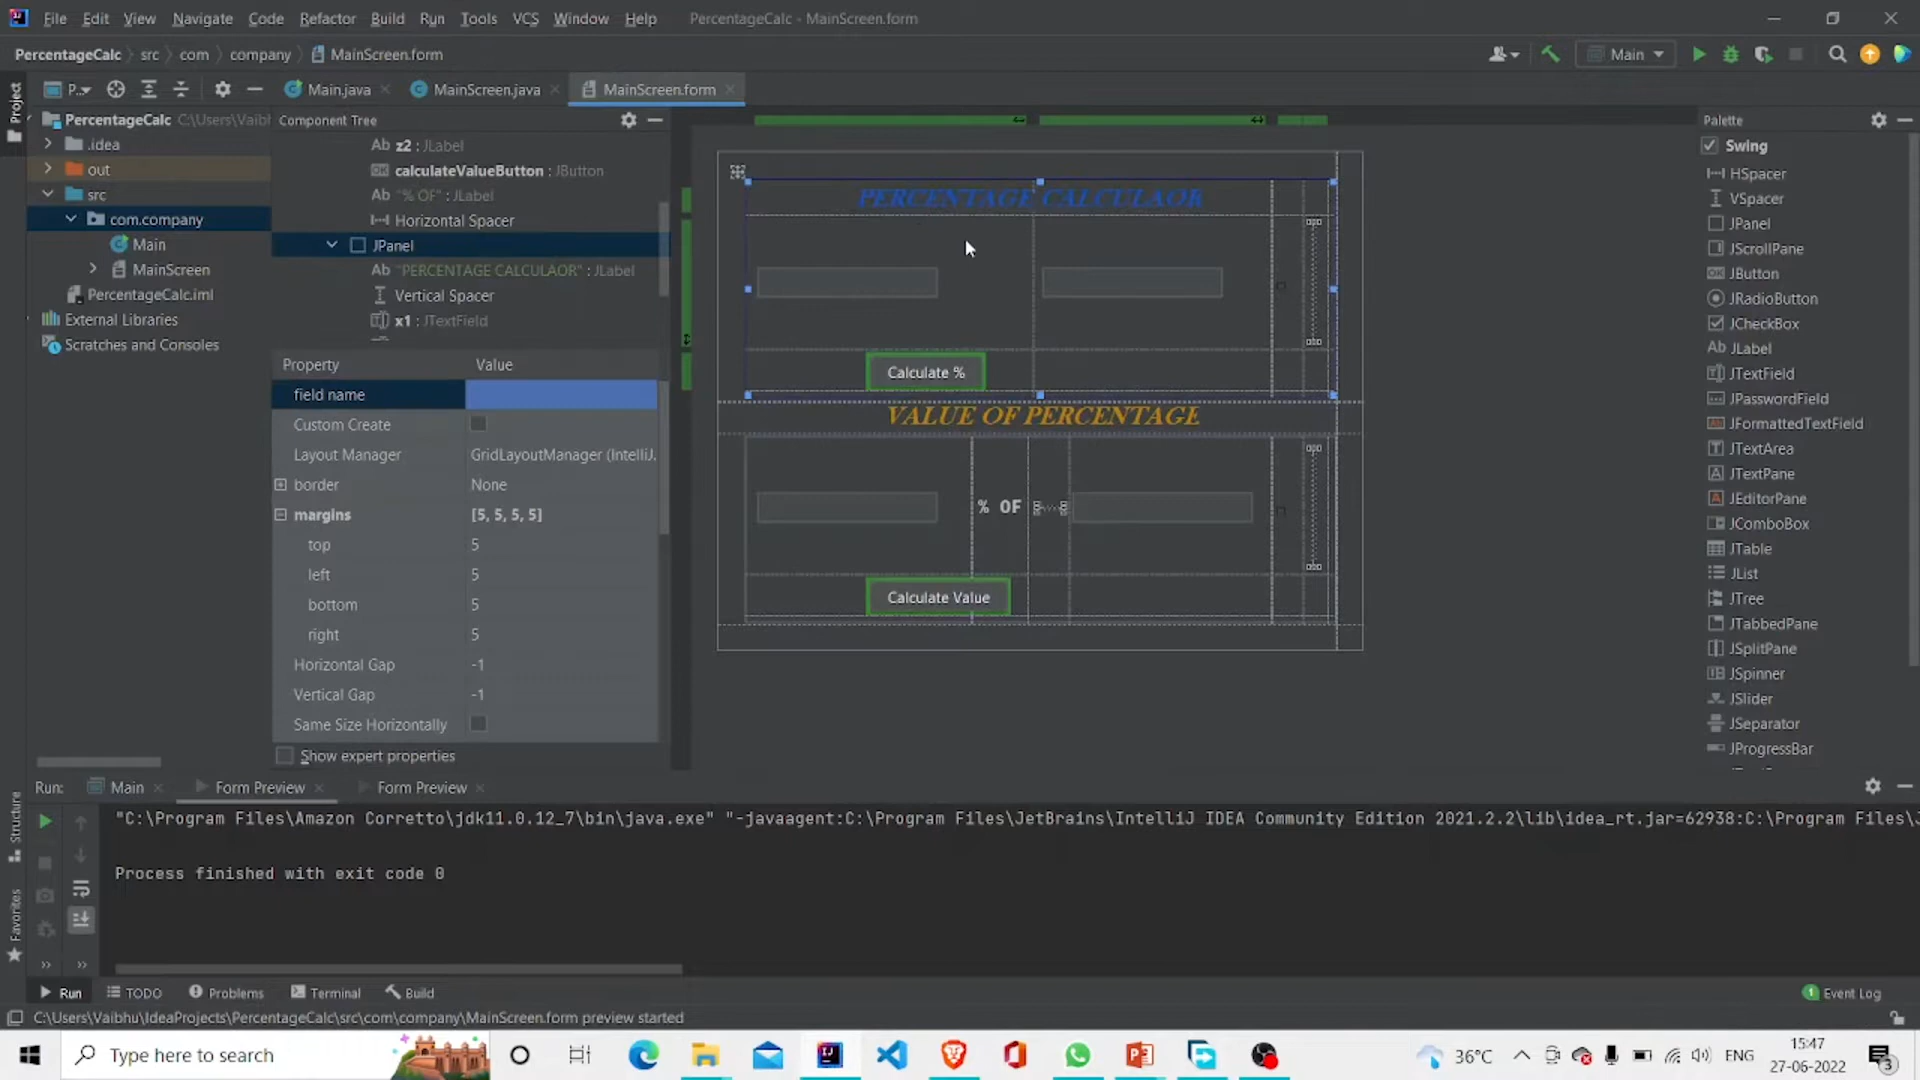 File Edit View Navigate Code Refactor Build Run Tools VCS Window Help PercentageCalc - MainScreen.form
PercentageCalc src com company MainScreen.form Main
P.. Main.java MainScreen.java MainScreen.form
Project
PercentageCalc C:\Users\Vaibh
.idea
out
src
com.company
Main
MainScreen
PercentageCalc.iml
External Libraries
Scratches and Consoles
Component Tree
z2 : JLabel
calculateValueButton : JButton
"% OF" : JLabel
Horizontal Spacer
JPanel
"PERCENTAGE CALCULAOR" : JLabel
Vertical Spacer
x1 : JTextField
Property Value
field name
Custom Create
Layout Manager GridLayoutManager (IntelliJ.
border None
margins [5, 5, 5, 5]
top 5
left 5
bottom 5
right 5
Horizontal Gap -1
Vertical Gap -1
Same Size Horizontally
Show expert properties
PERCENTAGE CALCULAOR
Calculate %
VALUE OF PERCENTAGE
% OF
Calculate Value
Palette
Swing
HSpacer
VSpacer
JPanel
JScrollPane
JButton
JRadioButton
JCheckBox
JLabel
JTextField
JPasswordField
JFormattedTextField
JTextArea
JTextPane
JEditorPane
JComboBox
JTable
JList
JTree
JTabbedPane
JSplitPane
JSpinner
JSlider
JSeparator
JProgressBar
Run: Main Form Preview Form Preview
"C:\Program Files\Amazon Corretto\jdk11.0.12_7\bin\java.exe" "-javaagent:C:\Program Files\JetBrains\IntelliJ IDEA Community Edition 2021.2.2\lib\idea_rt.jar=62938:C:\Program Files\J
Process finished with exit code 0
Structure
Favorites
Run TODO Problems Terminal Build 1 Event Log
C:\Users\Vaibhu\IdeaProjects\PercentageCalc\src\com\company\MainScreen.form preview started
Type here to search 36°C ENG 15:47
27-06-2022 3